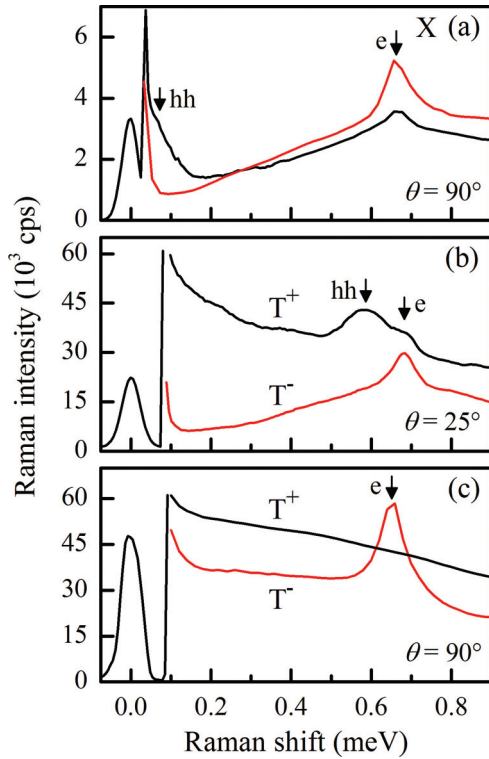 X (a)
e
hh
6
4
2
0
θ = 90°
(b)
hh
e
T⁺
T⁻
60
45
30
15
0
θ = 25°
(c)
e
T⁺
T⁻
60
45
30
15
0
θ = 90°
0.0 0.2 0.4 0.6 0.8
Raman shift (meV)
Raman intensity (10³ cps)